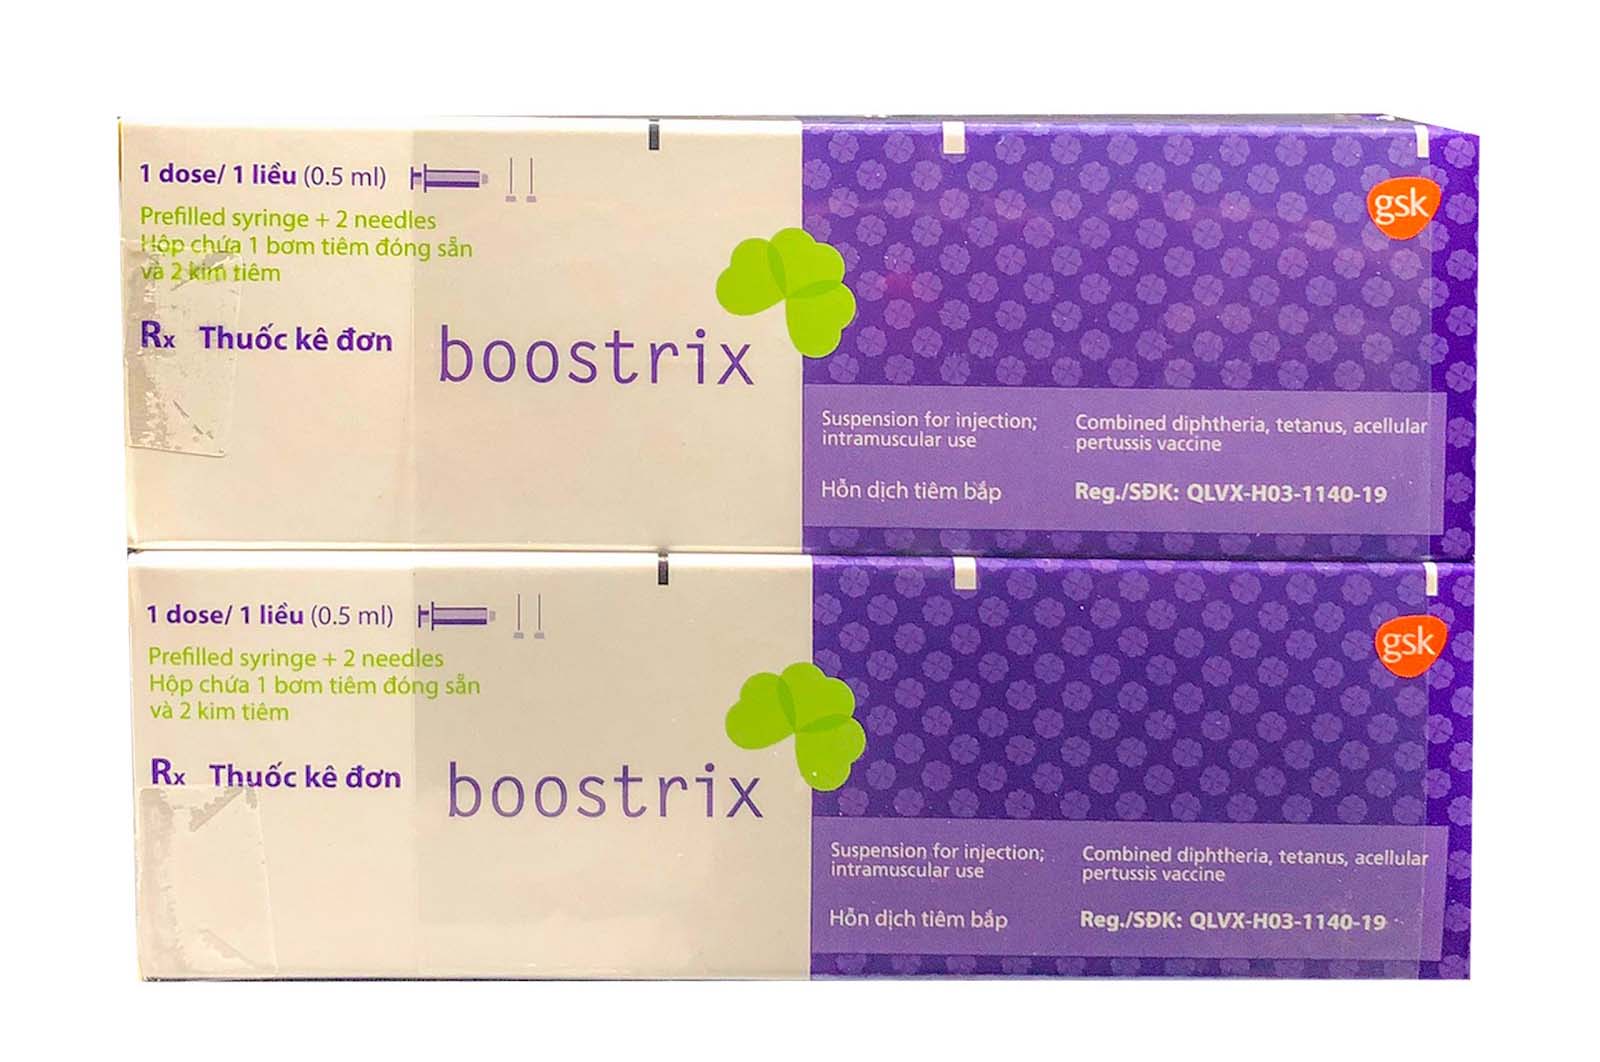 1 dose/ 1 liều (0.5 ml)
Prefilled syringe + 2 needles
Hộp chứa 1 bơm tiêm đóng sẵn
và 2 kim tiêm
Rx Thuốc kê đơn
boostrix
gsk
Suspension for injection;
intramuscular use
Hỗn dịch tiêm bắp
Combined diphtheria, tetanus, acellular
pertussis vaccine
Reg./SĐK: QLVX-H03-1140-19
1 dose/ 1 liều (0.5 ml)
Prefilled syringe + 2 needles
Hộp chứa 1 bơm tiêm đóng sẵn
và 2 kim tiêm
Rx Thuốc kê đơn
boostrix
gsk
Suspension for injection;
intramuscular use
Hỗn dịch tiêm bắp
Combined diphtheria, tetanus, acellular
pertussis vaccine
Reg./SĐK: QLVX-H03-1140-19